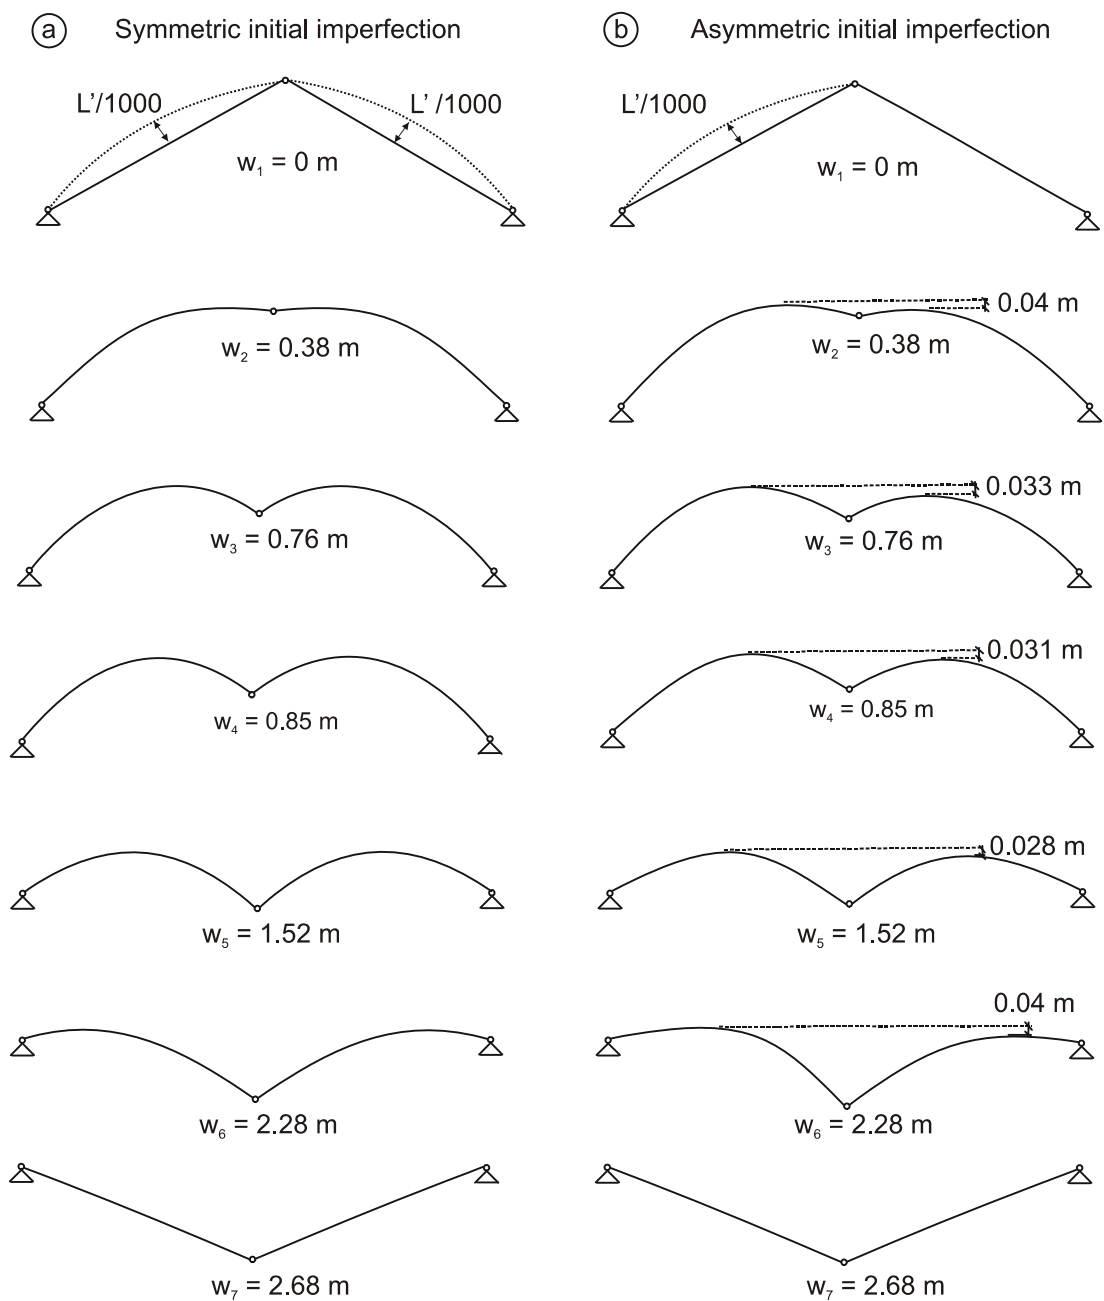 a Symmetric initial imperfection
b Asymmetric initial imperfection
L'/1000 L'/1000
w₁ = 0 m
L'/1000
w₁ = 0 m
w₂ = 0.38 m
0.04 m
w₂ = 0.38 m
w₃ = 0.76 m
0.033 m
w₃ = 0.76 m
w₄ = 0.85 m
0.031 m
w₄ = 0.85 m
w₅ = 1.52 m
0.028 m
w₅ = 1.52 m
w₆ = 2.28 m
0.04 m
w₆ = 2.28 m
w₇ = 2.68 m
w₇ = 2.68 m